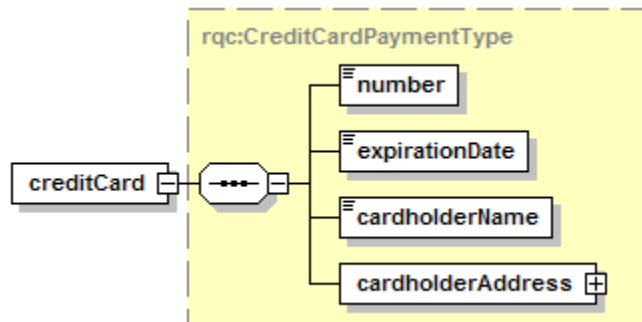 rqc:CreditCardPaymentType
number
expirationDate
creditCard
cardholderName
cardholderAddress